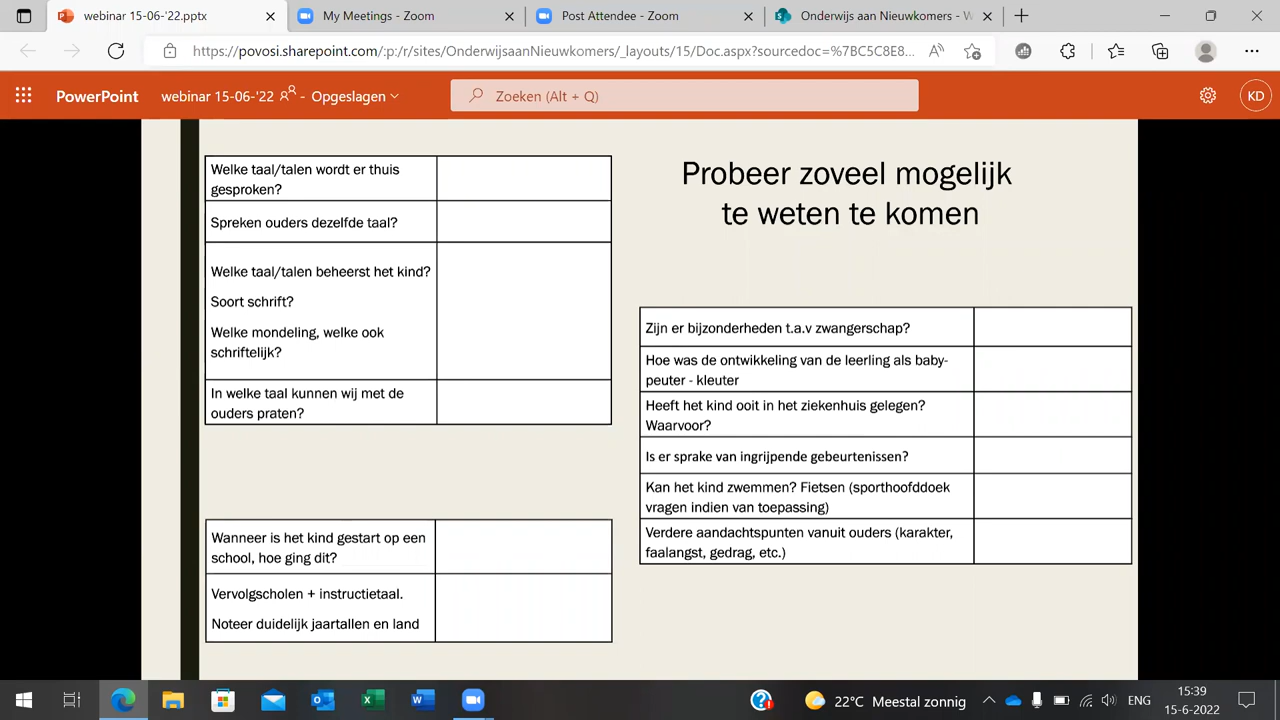 webinar 15-06-'22.pptx
My Meetings - Zoom
Post Attendee - Zoom
Onderwijs aan Nieuwkomers - W
https://povosi.sharepoint.com/:p:/r/sites/OnderwijsaanNieuwkomers/_layouts/15/Doc.aspx?sourcedoc=%7BC5C8E8...
PowerPoint
webinar 15-06-'22
- Opgeslagen
Zoeken (Alt + Q)
KD
Probeer zoveel mogelijk
te weten te komen
Welke taal/talen wordt er thuis
gesproken?
Spreken ouders dezelfde taal?
Welke taal/talen beheerst het kind?
Soort schrift?
Welke mondeling, welke ook
schriftelijk?
In welke taal kunnen wij met de
ouders praten?
Wanneer is het kind gestart op een
school, hoe ging dit?
Vervolgscholen + instructietaal.
Noteer duidelijk jaartallen en land
Zijn er bijzonderheden t.a.v zwangerschap?
Hoe was de ontwikkeling van de leerling als baby-
peuter - kleuter
Heeft het kind ooit in het ziekenhuis gelegen?
Waarvoor?
Is er sprake van ingrijpende gebeurtenissen?
Kan het kind zwemmen? Fietsen (sporthoofddoek
vragen indien van toepassing)
Verdere aandachtspunten vanuit ouders (karakter,
faalangst, gedrag, etc.)
22°C Meestal zonnig
ENG
15:39
15-6-2022